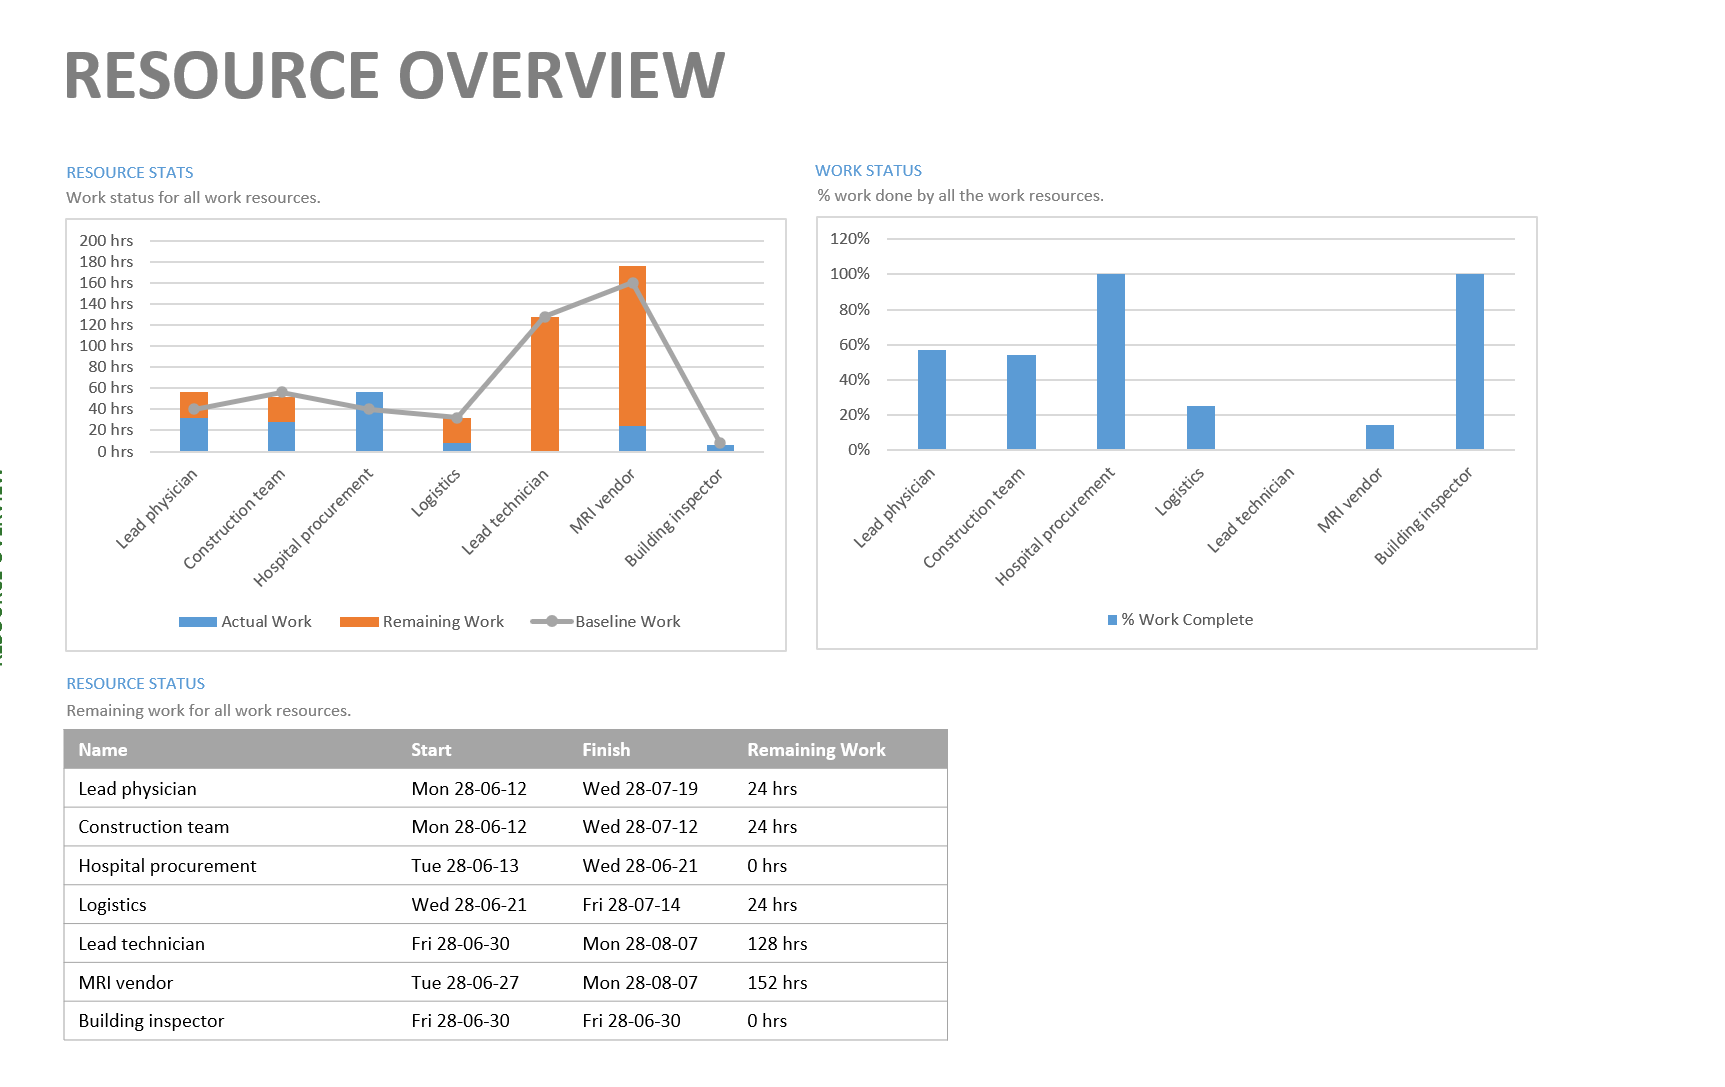 RESOURCE OVERVIEW
RESOURCE STATS
Work status for all work resources.
200 hrs
180 hrs
160 hrs
140 hrs
120 hrs
100 hrs
80 hrs
60 hrs
40 hrs
20 hrs
0 hrs
Lead physician
Construction team
Hospital procurement
Logistics
Lead technician
MRI vendor
Building inspector
Actual Work Remaining Work Baseline Work
WORK STATUS
% work done by all the work resources.
120%
100%
80%
60%
40%
20%
0%
Lead physician
Construction team
Hospital procurement
Logistics
Lead technician
MRI vendor
Building inspector
% Work Complete
RESOURCE STATUS
Remaining work for all work resources.
Name Start Finish Remaining Work
Lead physician Mon 28-06-12 Wed 28-07-19 24 hrs
Construction team Mon 28-06-12 Wed 28-07-12 24 hrs
Hospital procurement Tue 28-06-13 Wed 28-06-21 0 hrs
Logistics Wed 28-06-21 Fri 28-07-14 24 hrs
Lead technician Fri 28-06-30 Mon 28-08-07 128 hrs
MRI vendor Tue 28-06-27 Mon 28-08-07 152 hrs
Building inspector Fri 28-06-30 Fri 28-06-30 0 hrs